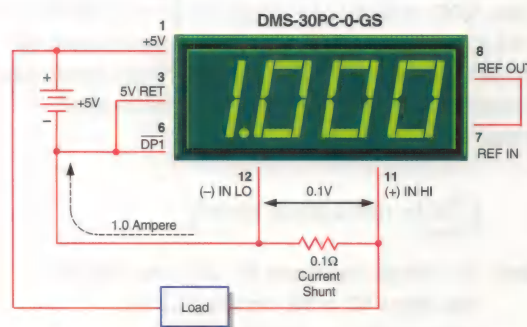 DMS-30PC-0-GS
1
+5V
8
REF OUT
3
5V RET
+
+5V
−
6
DP1
7
REF IN
1.000
12
(–) IN LO
11
(+) IN HI
0.1V
1.0 Ampere
0.1Ω
Current
Shunt
Load